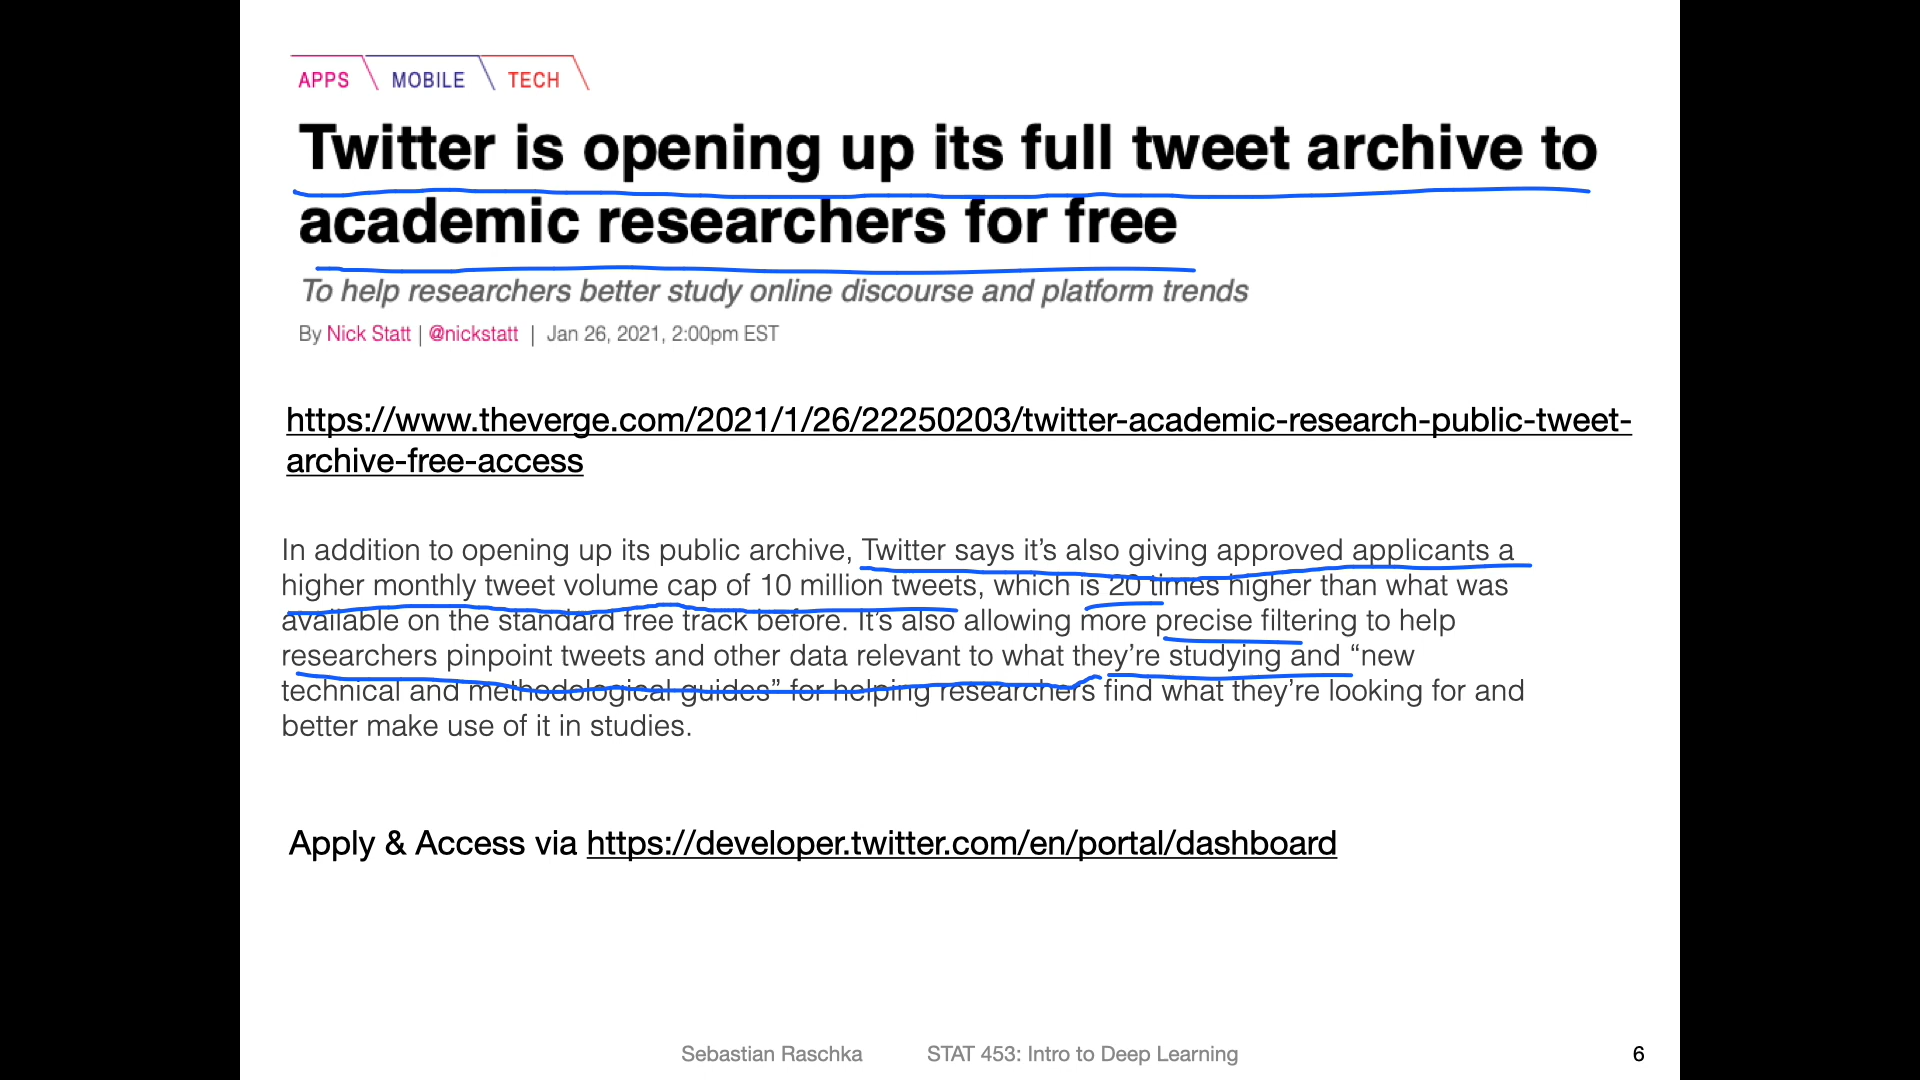 APPS MOBILE TECH
Twitter is opening up its full tweet archive to
academic researchers for free
To help researchers better study online discourse and platform trends
By Nick Statt | @nickstatt | Jan 26, 2021, 2:00pm EST
https://www.theverge.com/2021/1/26/22250203/twitter-academic-research-public-tweet-
archive-free-access
In addition to opening up its public archive, Twitter says it’s also giving approved applicants a
higher monthly tweet volume cap of 10 million tweets, which is 20 times higher than what was
available on the standard free track before. It’s also allowing more precise filtering to help
researchers pinpoint tweets and other data relevant to what they’re studying and “new
technical and methodological guides” for helping researchers find what they’re looking for and
better make use of it in studies.
Apply & Access via https://developer.twitter.com/en/portal/dashboard
Sebastian Raschka STAT 453: Intro to Deep Learning 6